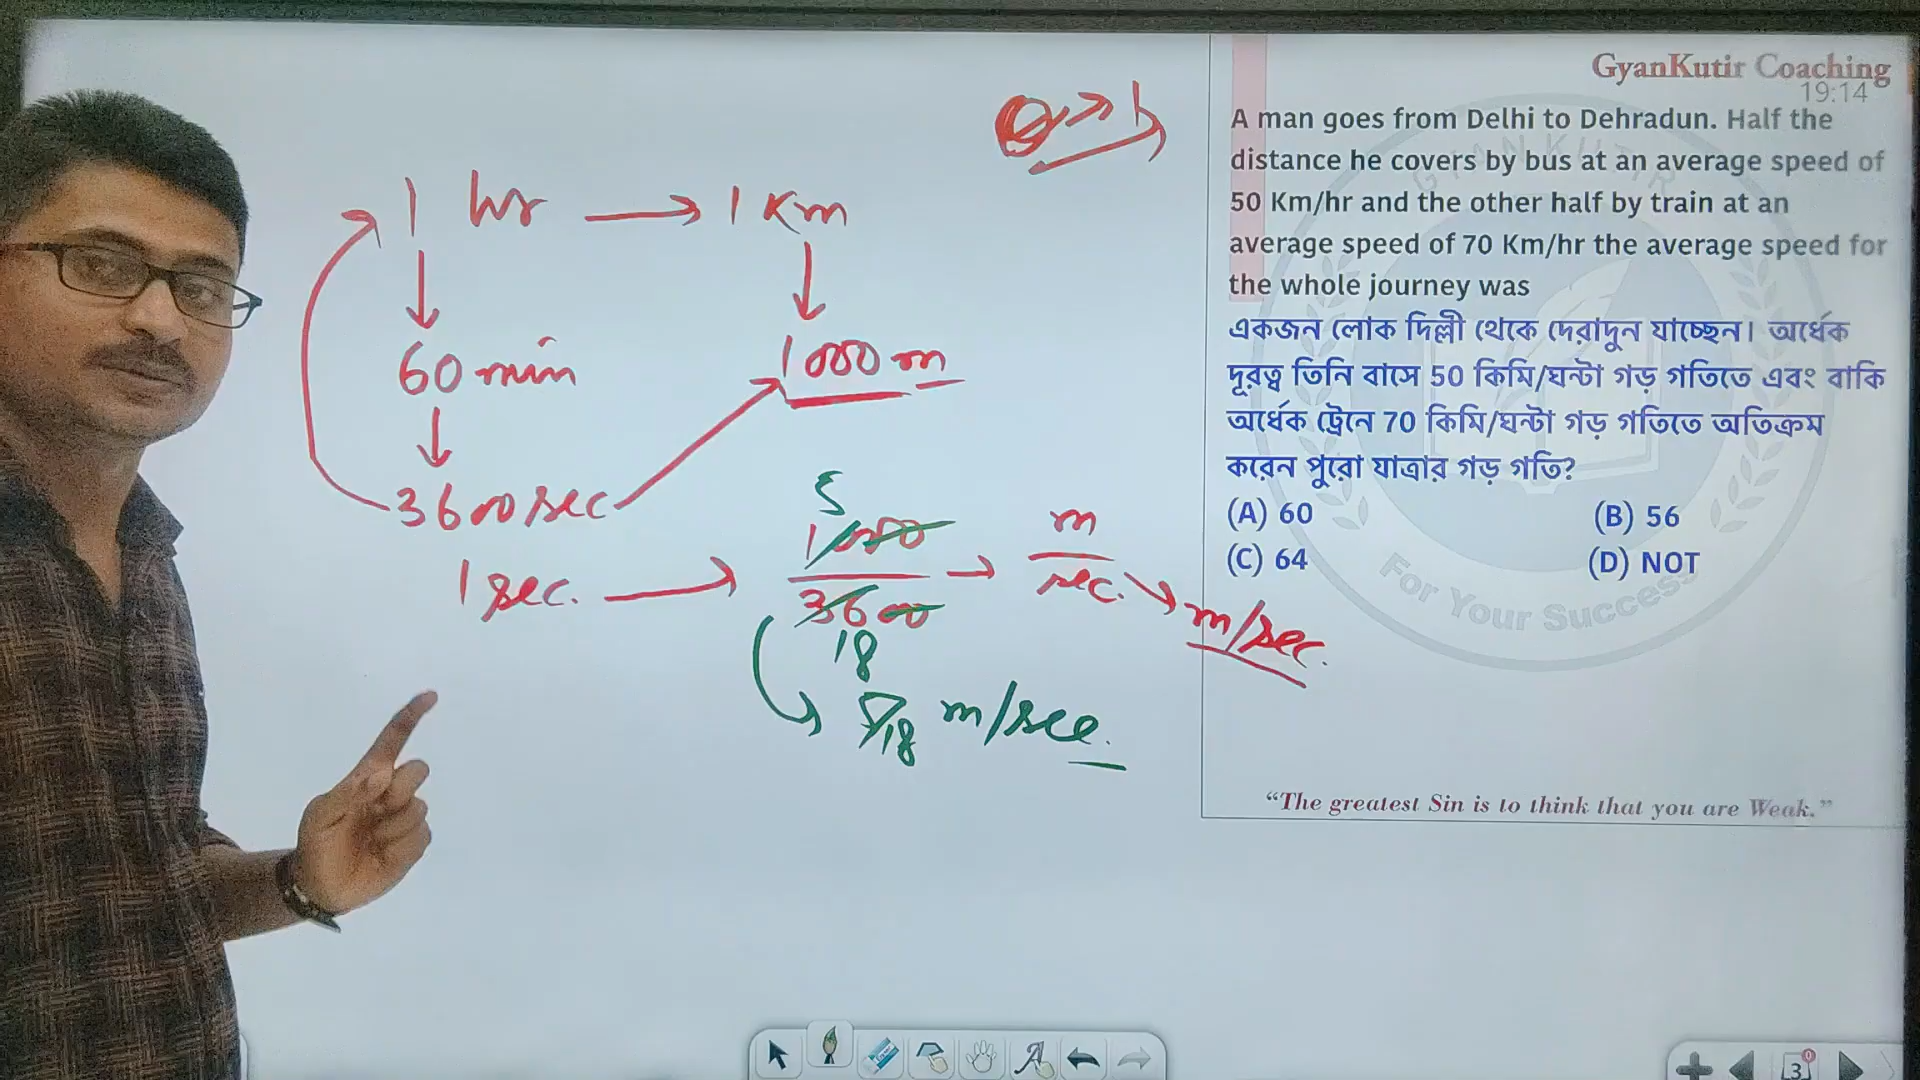 GyanKutir Coaching
19:14
A man goes from Delhi to Dehradun. Half the
distance he covers by bus at an average speed of
50 Km/hr and the other half by train at an
average speed of 70 Km/hr the average speed for
the whole journey was
একজন লোক দিল্লী থেকে দেরাদুন যাচ্ছেন। অর্ধেক
দূরত্ব তিনি বাসে 50 কিমি/ঘন্টা গড় গতিতে এবং বাকি
অর্ধেক ট্রেনে 70 কিমি/ঘন্টা গড় গতিতে অতিক্রম
করেন পুরো যাত্রার গড় গতি?
(A) 60 (B) 56
(C) 64 (D) NOT
GYAN KUTIR
For Your Success
"The greatest Sin is to think that you are Weak."
1 hr → 1 Km
60 min 1000 m
3600 sec
5
1 sec. → 1000/3600 → m/sec. → m/sec.
18
5/18 m/sec.
3
0